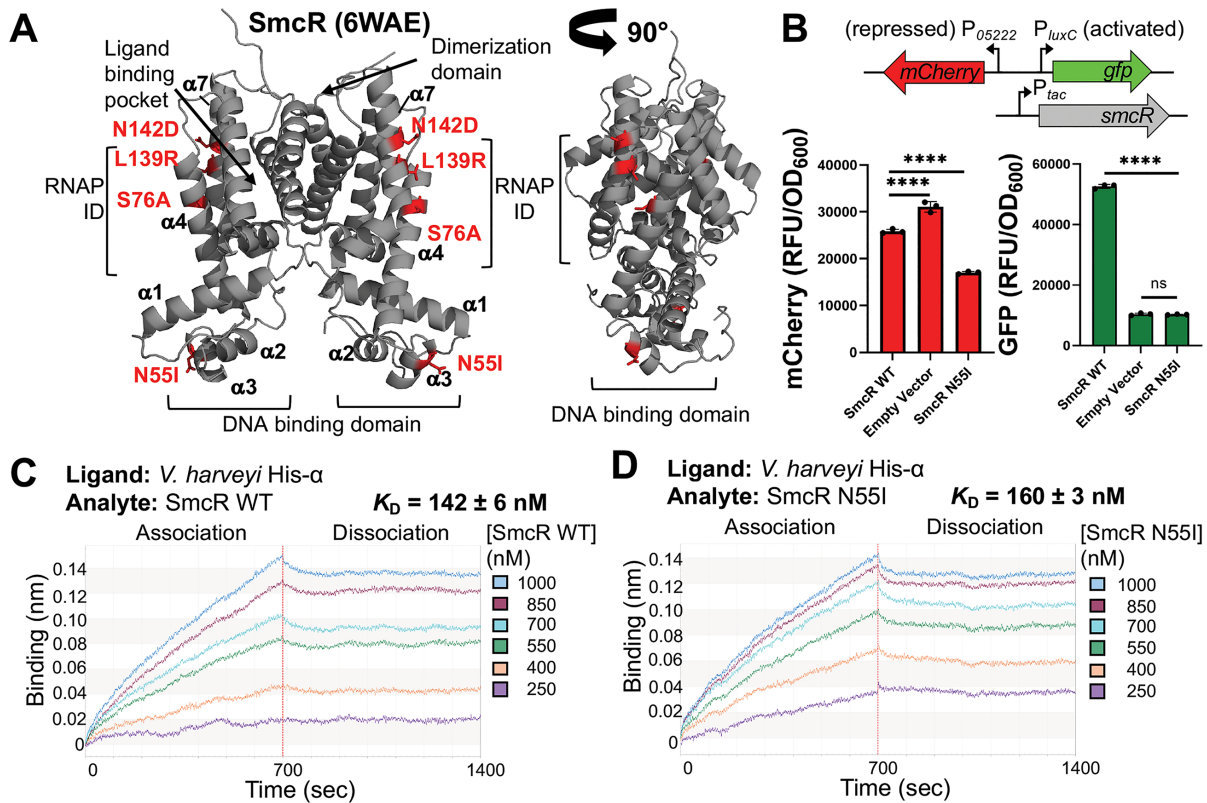 A
SmcR (6WAE)
90°
Ligand
binding
pocket
Dimerization
domain
α7
α7
N142D
N142D
L139R
L139R
RNAP
ID
RNAP
ID
S76A
S76A
α4
α4
α1
α1
α2
α2
N55I
N55I
α3
α3
DNA binding domain
DNA binding domain
B
(repressed) P05222
PluxC (activated)
mCherry
gfp
Ptac
smcR
mCherry (RFU/OD600)
40000
30000
20000
10000
0
****
****
SmcR WT
Empty Vector
SmcR N55I
GFP (RFU/OD600)
60000
40000
20000
0
****
ns
SmcR WT
Empty Vector
SmcR N55I
C
Ligand: V. harveyi His-α
Analyte: SmcR WT
KD = 142 ± 6 nM
Association
Dissociation
[SmcR WT]
(nM)
1000
850
700
550
400
250
Binding (nm)
0.14
0.12
0.10
0.08
0.06
0.04
0.02
0
0
700
1400
Time (sec)
D
Ligand: V. harveyi His-α
Analyte: SmcR N55I
KD = 160 ± 3 nM
Association
Dissociation
[SmcR N55I]
(nM)
1000
850
700
550
400
250
Binding (nm)
0.14
0.12
0.10
0.08
0.06
0.04
0.02
0
0
700
1400
Time (sec)